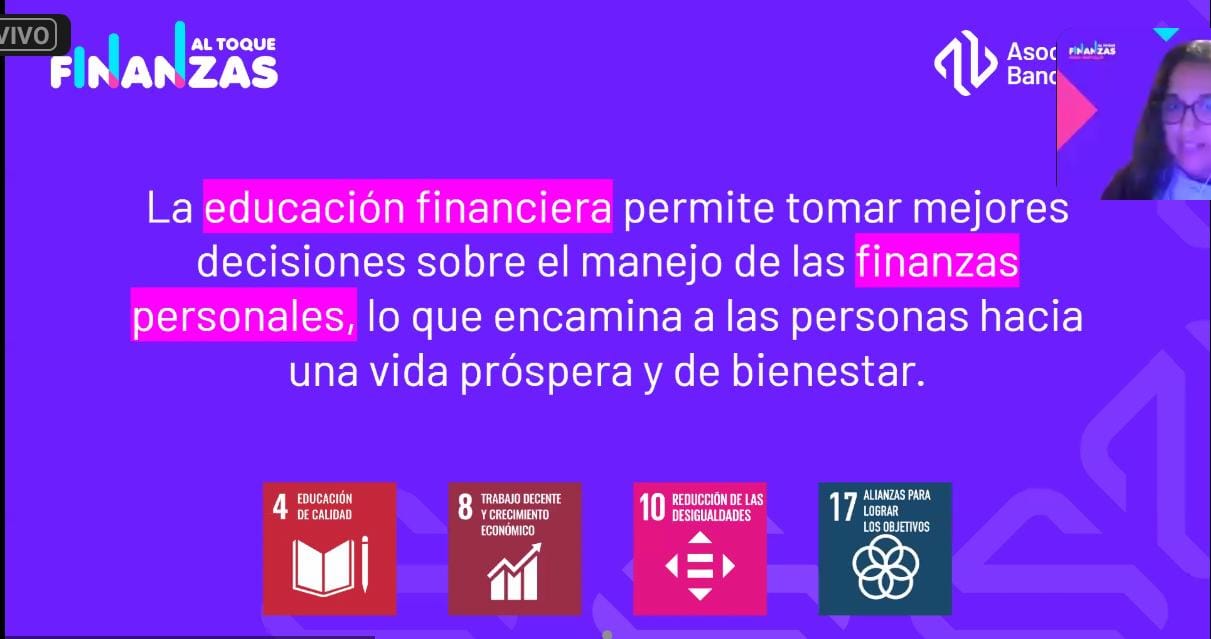 VIVO
AL TOQUE
FINANZAS
La educación financiera permite tomar mejores
decisiones sobre el manejo de las finanzas
personales, lo que encamina a las personas hacia
una vida próspera y de bienestar.
4 EDUCACIÓN
DE CALIDAD
8 TRABAJO DECENTE
Y CRECIMIENTO
ECONÓMICO
10 REDUCCIÓN DE LAS
DESIGUALDADES
17 ALIANZAS PARA
LOGRAR
LOS OBJETIVOS
AL TOQUE
FINANZAS